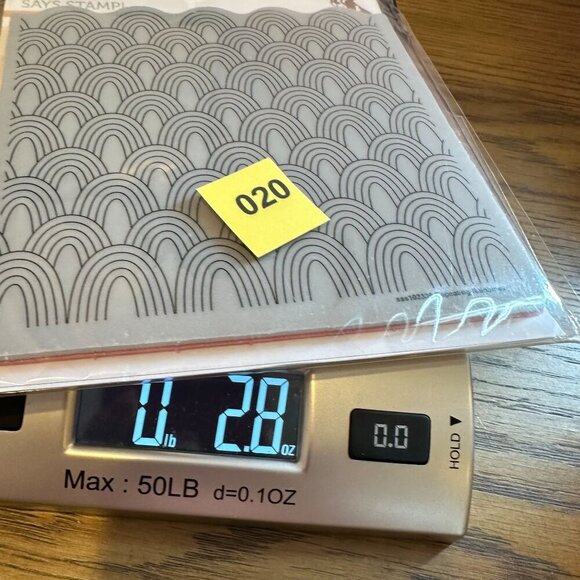 SAYS STAMP!
020
0 lb 2.8 oz
0.0
HOLD
Max : 50LB d=0.1OZ